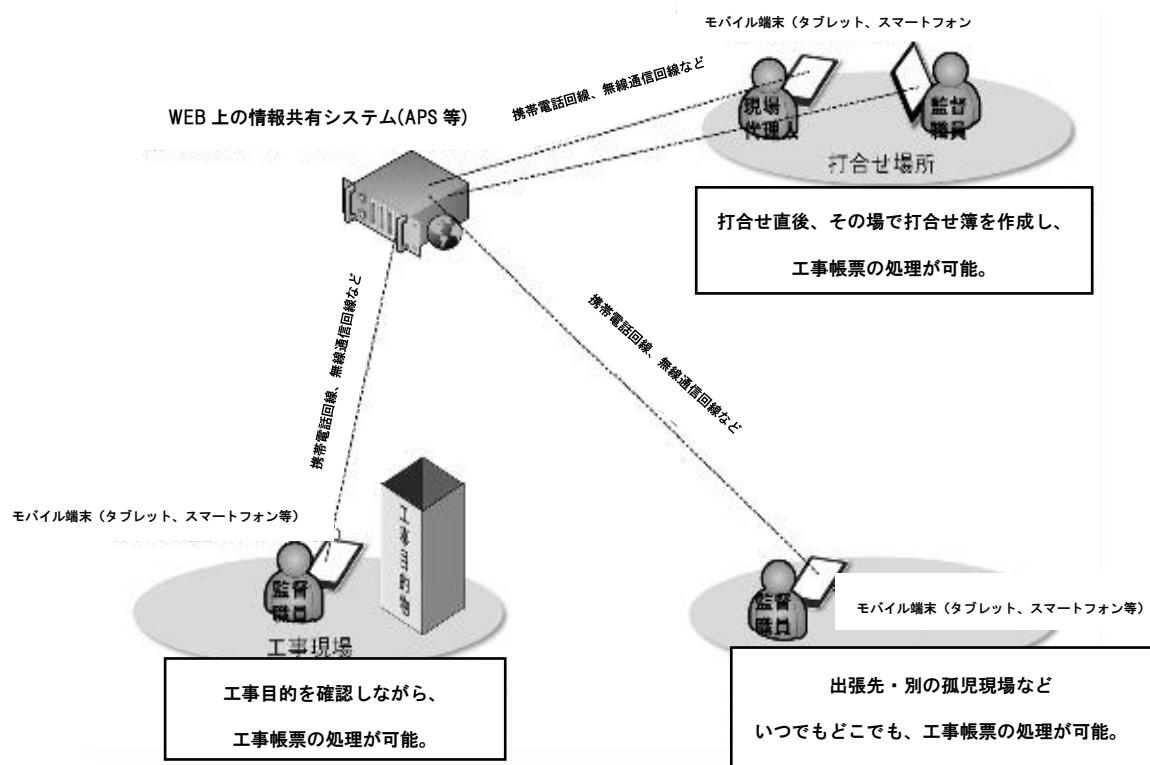 モバイル端末（タブレット、スマートフォン
携帯電話回線、無線通信回線など
WEB 上の情報共有システム(APS 等)
現場
代理人
監督
職員
打合せ場所
打合せ直後、その場で打合せ簿を作成し、
工事帳票の処理が可能。
携帯電話回線、無線通信回線など
携帯電話回線、無線通信回線など
モバイル端末（タブレット、スマートフォン等）
監督
職員
工事現場
工事目的を確認しながら、
工事帳票の処理が可能。
監督
職員
モバイル端末（タブレット、スマートフォン等）
出張先・別の孤児現場など
いつでもどこでも、工事帳票の処理が可能。